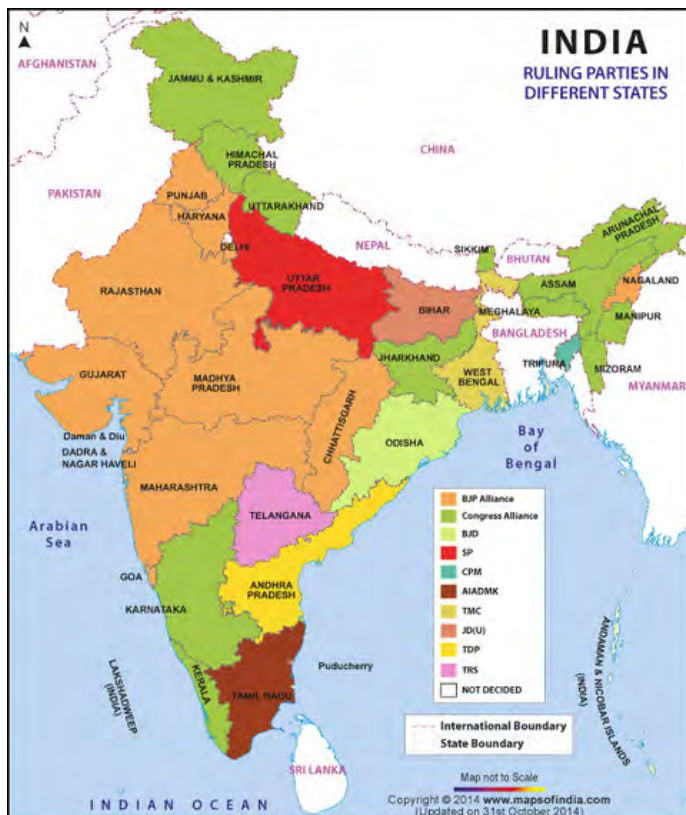 N
INDIA
RULING PARTIES IN
DIFFERENT STATES
AFGHANISTAN
JAMMU & KASHMIR
CHINA
HIMACHAL
PRADESH
PAKISTAN
PUNJAB
UTTARAKHAND
HARYANA
DELHI
NEPAL
SIKKIM
BHUTAN
ARUNACHAL
PRADESH
RAJASTHAN
UTTAR
PRADESH
BIHAR
ASSAM
NAGALAND
MEGHALAYA
MANIPUR
BANGLADESH
JHARKHAND
TRIPURA
MIZORAM
GUJARAT
MADHYA
PRADESH
WEST
BENGAL
MYANMAR
CHHATTISGARH
Daman & Diu
DADRA &
NAGAR HAVELI
ODISHA
Bay
of
Bengal
MAHARASHTRA
TELANGANA
Arabian
Sea
GOA
KARNATAKA
ANDHRA
PRADESH
BJP Alliance
Congress Alliance
BJD
SP
CPM
AIADMK
TMC
JD(U)
TDP
TRS
NOT DECIDED
LAKSHADWEEP
(INDIA)
KERALA
TAMIL NADU
Puducherry
ANDAMAN & NICOBAR ISLANDS
(INDIA)
International Boundary
State Boundary
SRI LANKA
Map not to Scale
INDIAN OCEAN
Copyright © 2014 www.mapsofindia.com
(Updated on 31st October 2014)